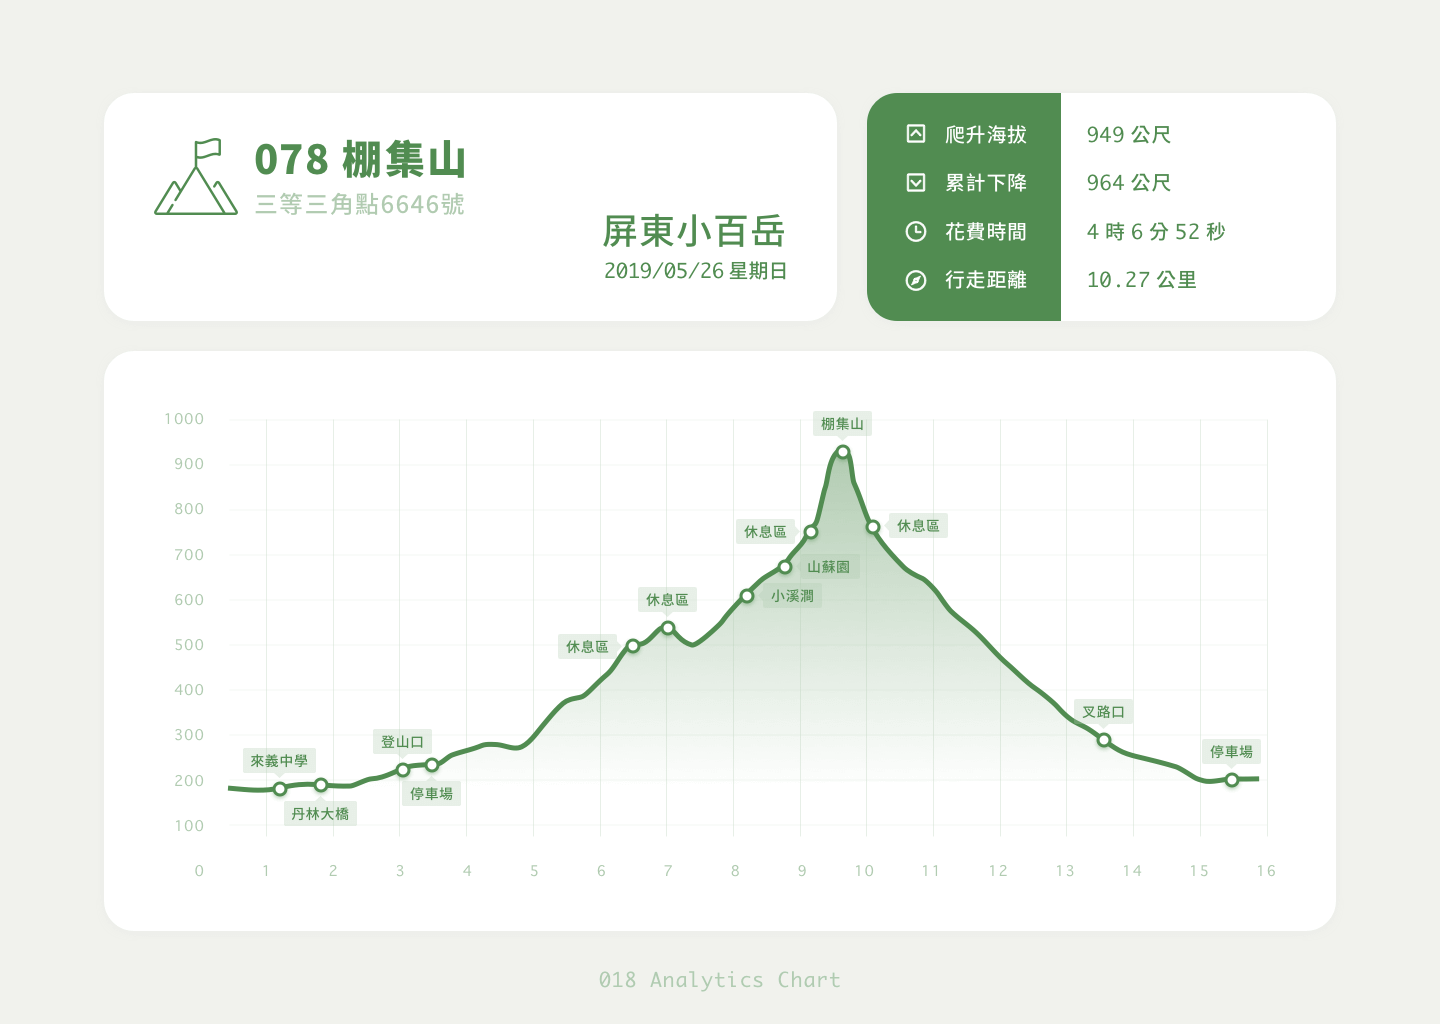 078 棚集山
三等三角點6646號
屏東小百岳
2019/05/26 星期日
爬升海拔 949 公尺
累計下降 964 公尺
花費時間 4 時 6 分 52 秒
行走距離 10.27 公里
1000
900
800
700
600
500
400
300
200
100
棚集山
休息區
休息區
山蘇園
小溪澗
休息區
休息區
叉路口
登山口
停車場
來義中學
停車場
丹林大橋
0 1 2 3 4 5 6 7 8 9 10 11 12 13 14 15 16
018 Analytics Chart